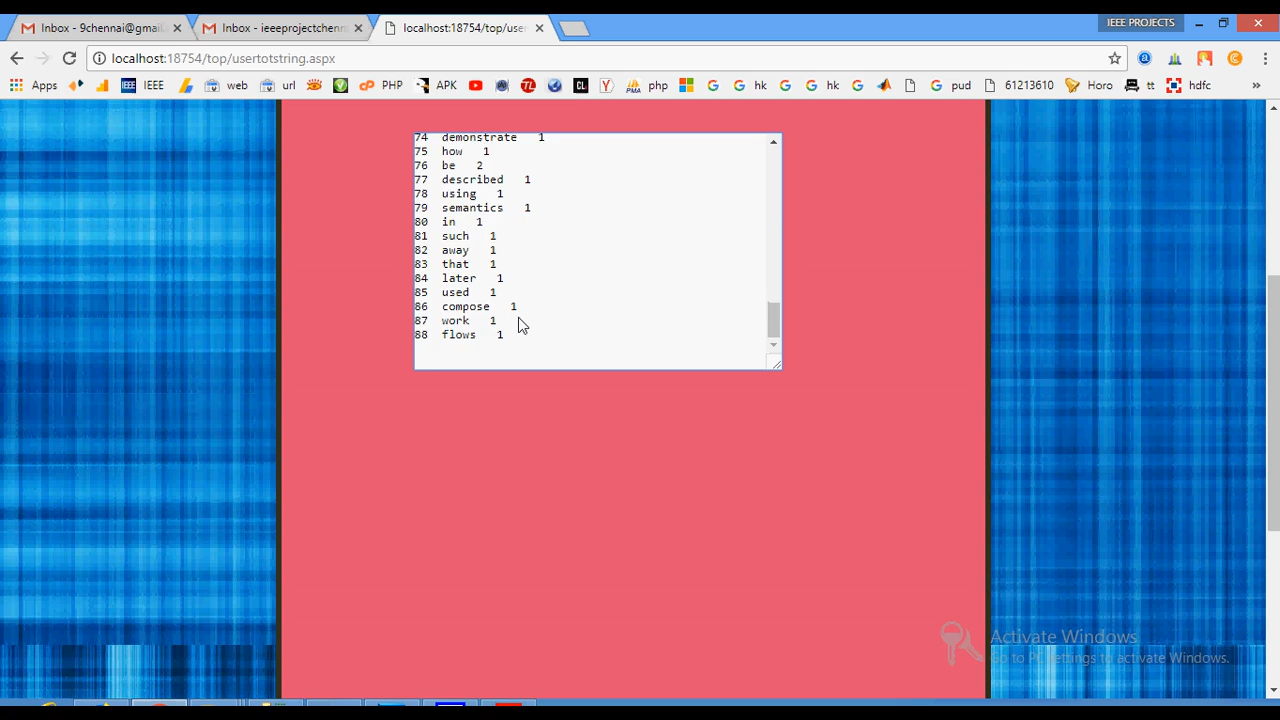 Inbox - 9chennai@gmail
Inbox - ieeeprojectchenn
localhost:18754/top/use
IEEE PROJECTS
localhost:18754/top/usertotstring.aspx
Apps IEEE web url PHP APK php hk hk pud 61213610 Horo tt hdfc »
74 demonstrate 1
75 how 1
76 be 2
77 described 1
78 using 1
79 semantics 1
80 in 1
81 such 1
82 away 1
83 that 1
84 later 1
85 used 1
86 compose 1
87 work 1
88 flows 1
Activate Windows
Go to PC settings to activate Windows.